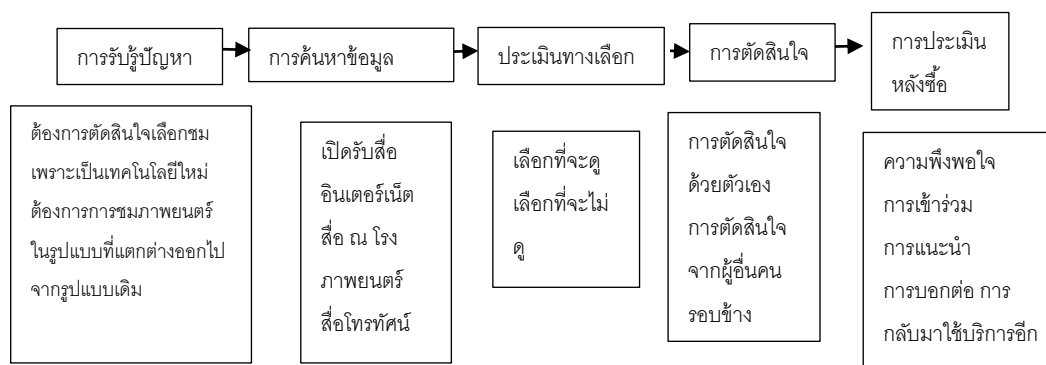 การรับรู้ปัญหา
การค้นหาข้อมูล
ประเมินทางเลือก
การตัดสินใจ
การประเมิน
หลังซื้อ
ต้องการตัดสินใจเลือกชม
เพราะเป็นเทคโนโลยีใหม่
ต้องการการชมภาพยนตร์
ในรูปแบบที่แตกต่างออกไป
จากรูปแบบเดิม
เปิดรับสื่อ
อินเตอร์เน็ต
สื่อ ณ โรง
ภาพยนตร์
สื่อโทรทัศน์
เลือกที่จะดู
เลือกที่จะไม่
ดู
การตัดสินใจ
ด้วยตัวเอง
การตัดสินใจ
จากผู้อื่นคน
รอบข้าง
ความพึงพอใจ
การเข้าร่วม
การแนะนำ
การบอกต่อ การ
กลับมาใช้บริการอีก